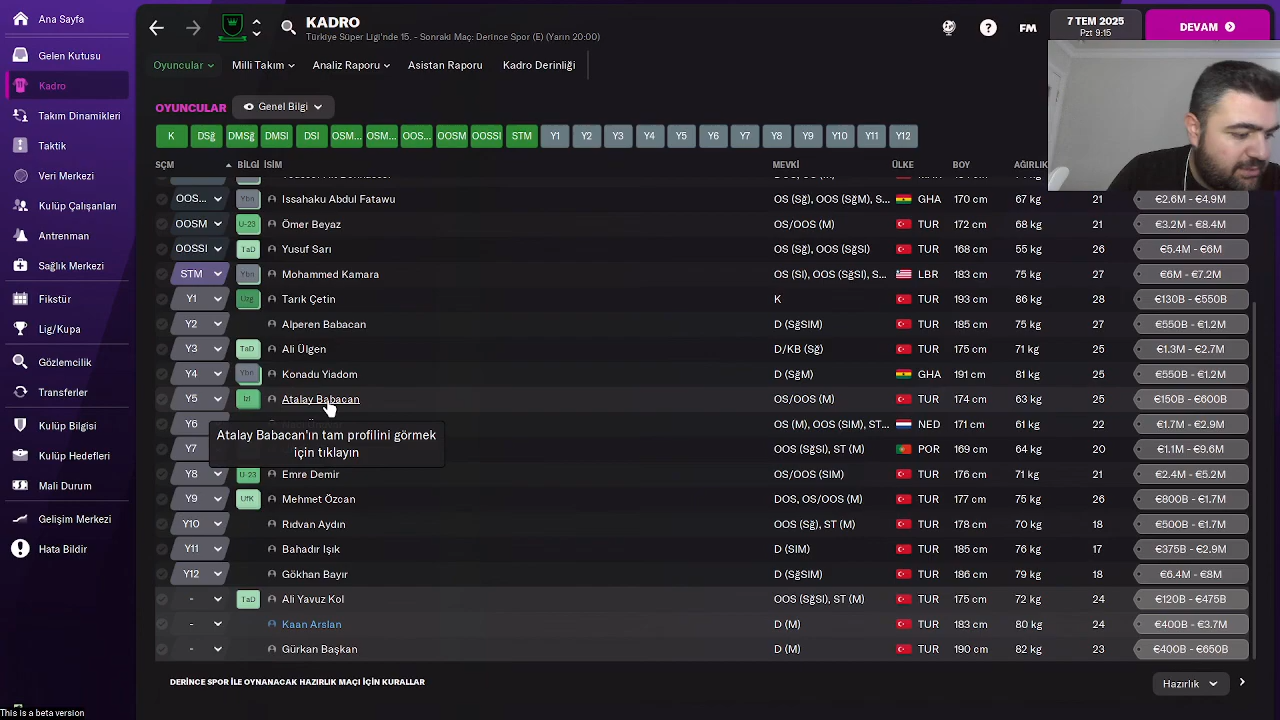 Ana Sayfa
Gelen Kutusu
Kadro
Takım Dinamikleri
Taktik
Veri Merkezi
Kulüp Çalışanları
Antrenman
Sağlık Merkezi
Fikstür
Lig/Kupa
Gözlemcilik
Transferler
Kulüp Bilgisi
Kulüp Hedefleri
Mali Durum
Gelişim Merkezi
Hata Bildir
This is a beta version
KADRO
Türkiye Süper Ligi'nde 15. - Sonraki Maç: Derince Spor (E) (Yarın 20:00)
? FM
7 TEM 2025
Pzt 9:15
DEVAM
Oyuncular Milli Takım Analiz Raporu Asistan Raporu Kadro Derinliği
OYUNCULAR Genel Bilgi
K DSğ DMSğ DMSI DSI OSM... OSM... OOS... OOSM OOSSI STM Y1 Y2 Y3 Y4 Y5 Y6 Y7 Y8 Y9 Y10 Y11 Y12
SÇM BİLGİ İSİM MEVKİ ÜLKE BOY AĞIRLIK
OOS... Ybn Issahaku Abdul Fatawu OS (Sğ), OOS (SğM), S... GHA 170 cm 67 kg 21 €2.6M - €4.9M
OOSM U-23 Ömer Beyaz OS/OOS (M) TUR 172 cm 68 kg 21 €3.2M - €8.4M
OOSSI TaD Yusuf Sarı OS (Sğ), OOS (SğSI) TUR 168 cm 55 kg 26 €5.4M - €6M
STM Ybn Mohammed Kamara OS (SI), OOS (SğSI), S... LBR 183 cm 75 kg 27 €6M - €7.2M
Y1 Uzg Tarık Çetin K TUR 193 cm 86 kg 28 €130B - €550B
Y2 Alperen Babacan D (SğSIM) TUR 185 cm 75 kg 27 €550B - €1.2M
Y3 TaD Ali Ülgen D/KB (Sğ) TUR 175 cm 71 kg 25 €1.3M - €2.7M
Y4 Ybn Konadu Yiadom D (SğM) GHA 191 cm 81 kg 25 €550B - €1.2M
Y5 İzl Atalay Babacan OS/OOS (M) TUR 174 cm 63 kg 25 €150B - €600B
Y6 OS (M), OOS (SIM), ST... NED 171 cm 61 kg 22 €1.7M - €2.9M
Atalay Babacan'ın tam profilini görmek
için tıklayın
Y7 OOS (SğSI), ST (M) POR 169 cm 64 kg 20 €1.1M - €9.6M
Y8 U-23 Emre Demir OS/OOS (SIM) TUR 176 cm 71 kg 21 €2.4M - €5.2M
Y9 UfK Mehmet Özcan DOS, OS/OOS (M) TUR 177 cm 75 kg 26 €800B - €1.7M
Y10 Rıdvan Aydın OOS (Sğ), ST (M) TUR 178 cm 70 kg 18 €500B - €1.7M
Y11 Bahadır Işık D (SIM) TUR 185 cm 76 kg 17 €375B - €2.9M
Y12 Gökhan Bayır D (SğSIM) TUR 186 cm 79 kg 18 €6.4M - €8M
- TaD Ali Yavuz Kol OOS (SğSI), ST (M) TUR 175 cm 72 kg 24 €120B - €475B
- Kaan Arslan D (M) TUR 183 cm 80 kg 24 €400B - €3.7M
- Gürkan Başkan D (M) TUR 190 cm 82 kg 23 €400B - €650B
DERİNCE SPOR İLE OYNANACAK HAZIRLIK MAÇI İÇİN KURALLAR
Hazırlık